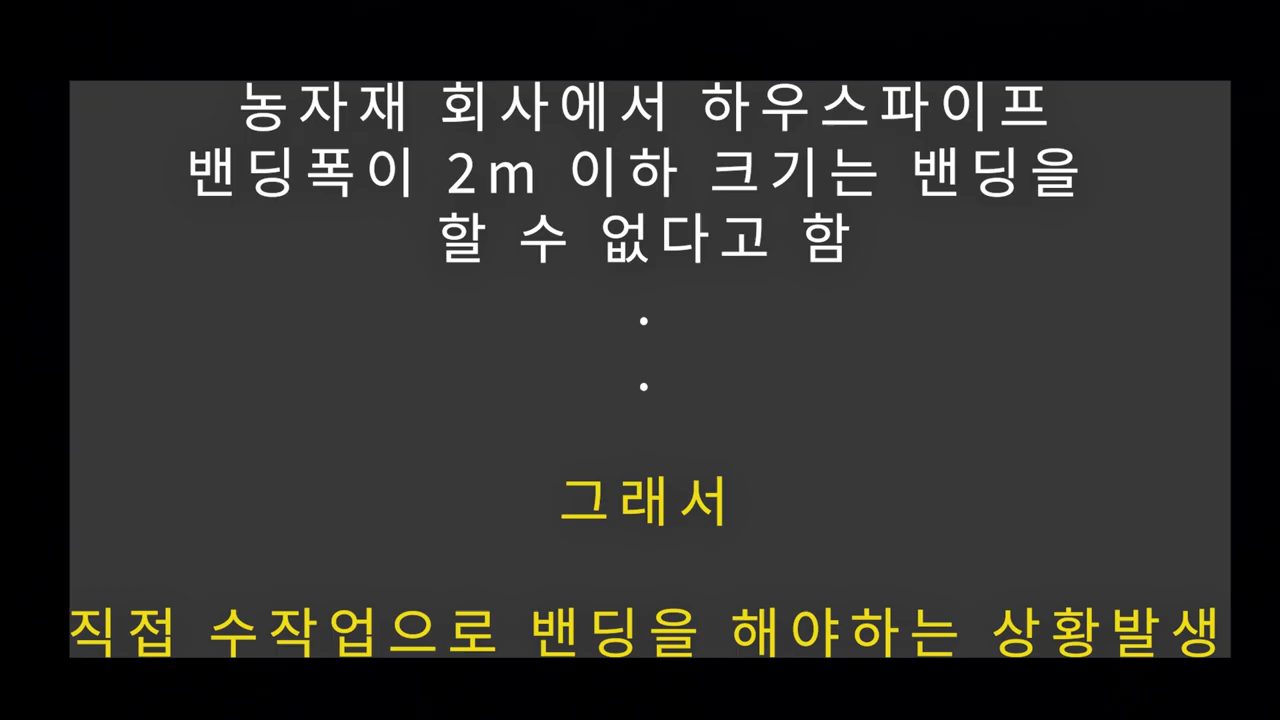 농자재 회사에서 하우스파이프
밴딩폭이 2m 이하 크기는 밴딩을
할 수 없다고 함
.
.
그래서
직접 수작업으로 밴딩을 해야하는 상황발생